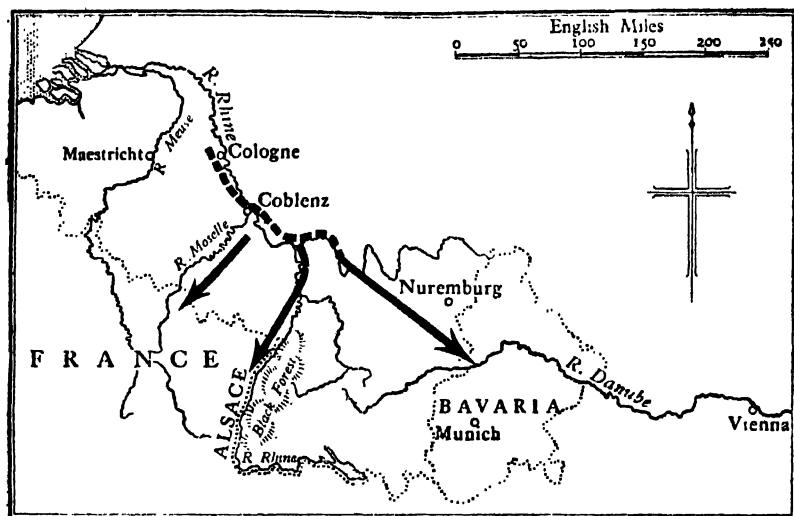 English Miles
0 50 100 150 200 250
R. Rhine
Maestricht
R. Meuse
Cologne
Coblenz
R. Moselle
Nuremburg
FRANCE
ALSACE
Black Forest
R. Danube
BAVARIA
Munich
Vienna
R Rhine